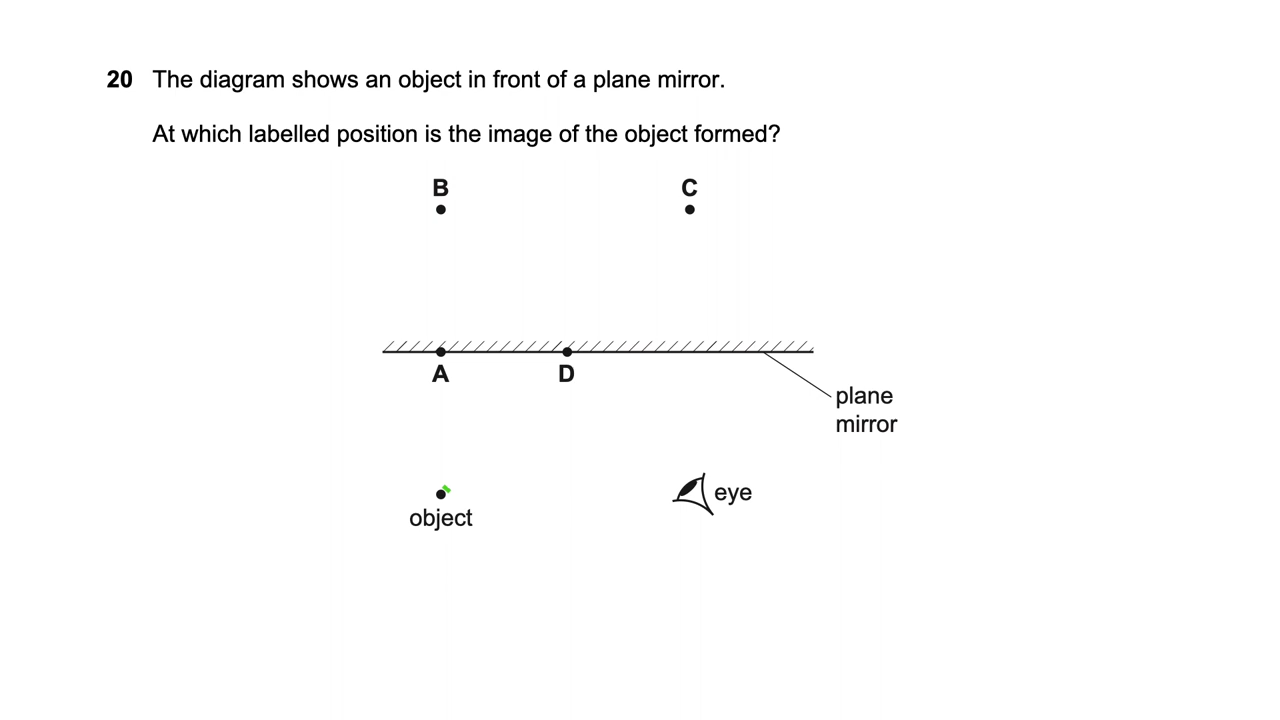 20 The diagram shows an object in front of a plane mirror.
At which labelled position is the image of the object formed?
B
C
A
D
plane
mirror
eye
object